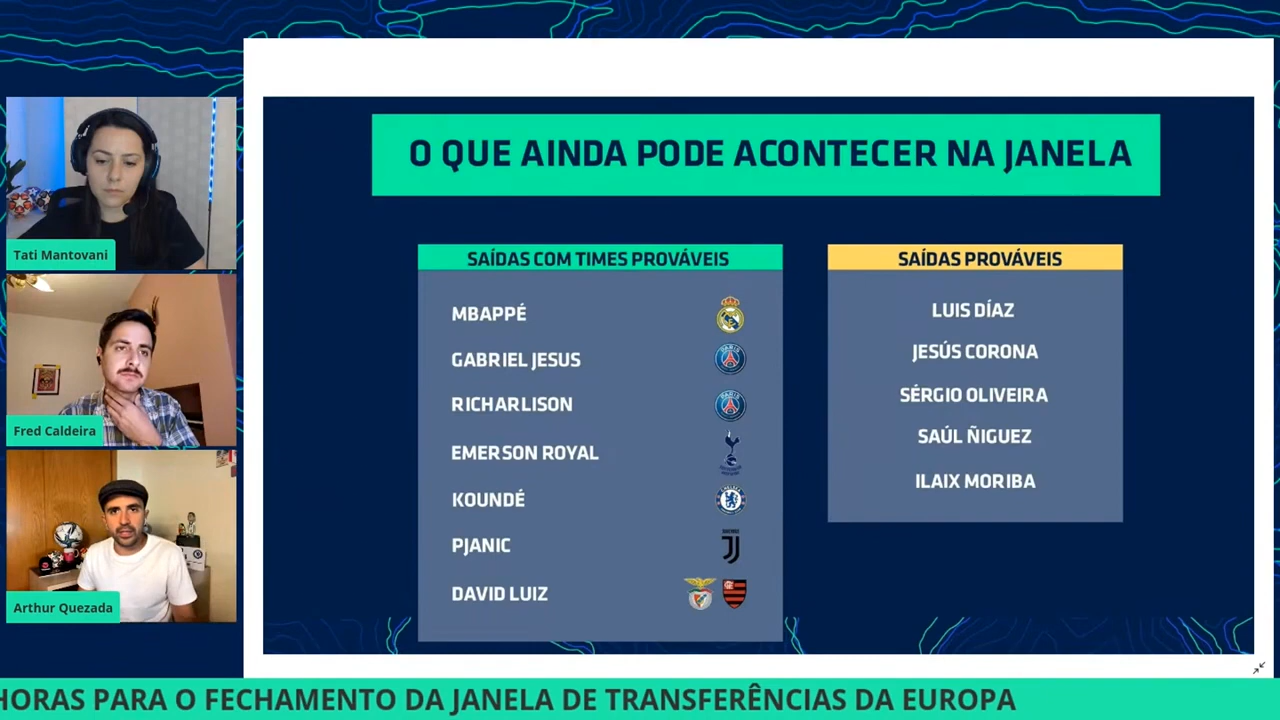 O QUE AINDA PODE ACONTECER NA JANELA
SAÍDAS COM TIMES PROVÁVEIS
MBAPPÉ
GABRIEL JESUS
RICHARLISON
EMERSON ROYAL
KOUNDÉ
PJANIC
DAVID LUIZ
SAÍDAS PROVÁVEIS
LUIS DÍAZ
JESÚS CORONA
SÉRGIO OLIVEIRA
SAÚL ÑIGUEZ
ILAIX MORIBA
Tati Mantovani
Fred Caldeira
Arthur Quezada
HORAS PARA O FECHAMENTO DA JANELA DE TRANSFERÊNCIAS DA EUROPA